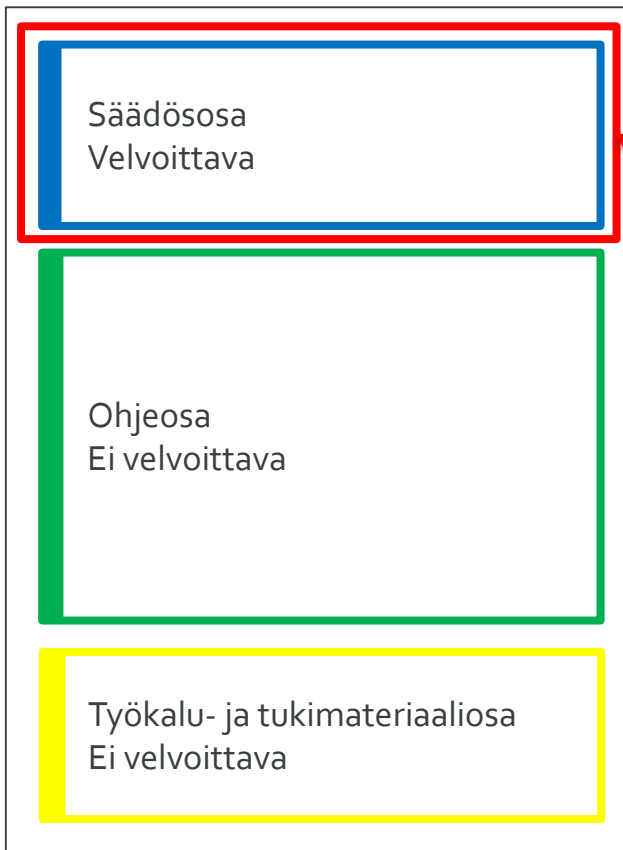 Säädösosa
Velvoittava
Ohjeosa
Ei velvoittava
Työkalu- ja tukimateriaaliosa
Ei velvoittava